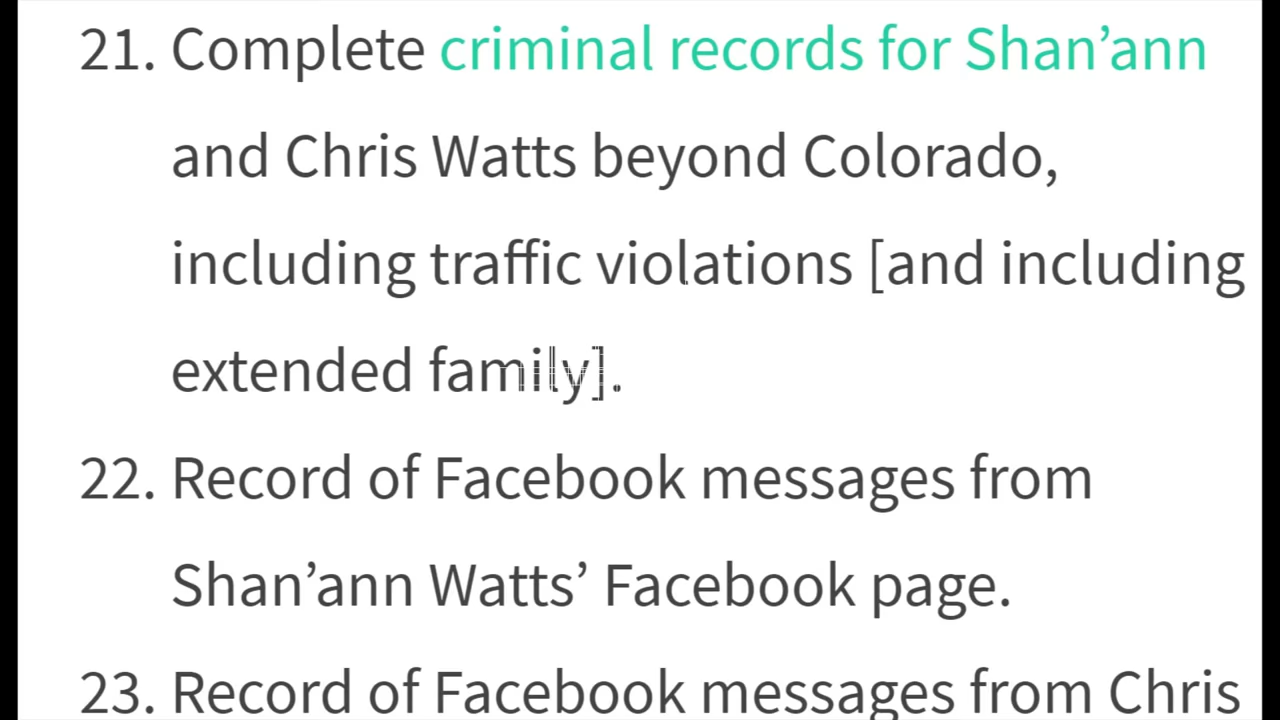 21. Complete criminal records for Shan’ann
and Chris Watts beyond Colorado,
including traffic violations [and including
extended family].
22. Record of Facebook messages from
Shan’ann Watts’ Facebook page.
23. Record of Facebook messages from Chris